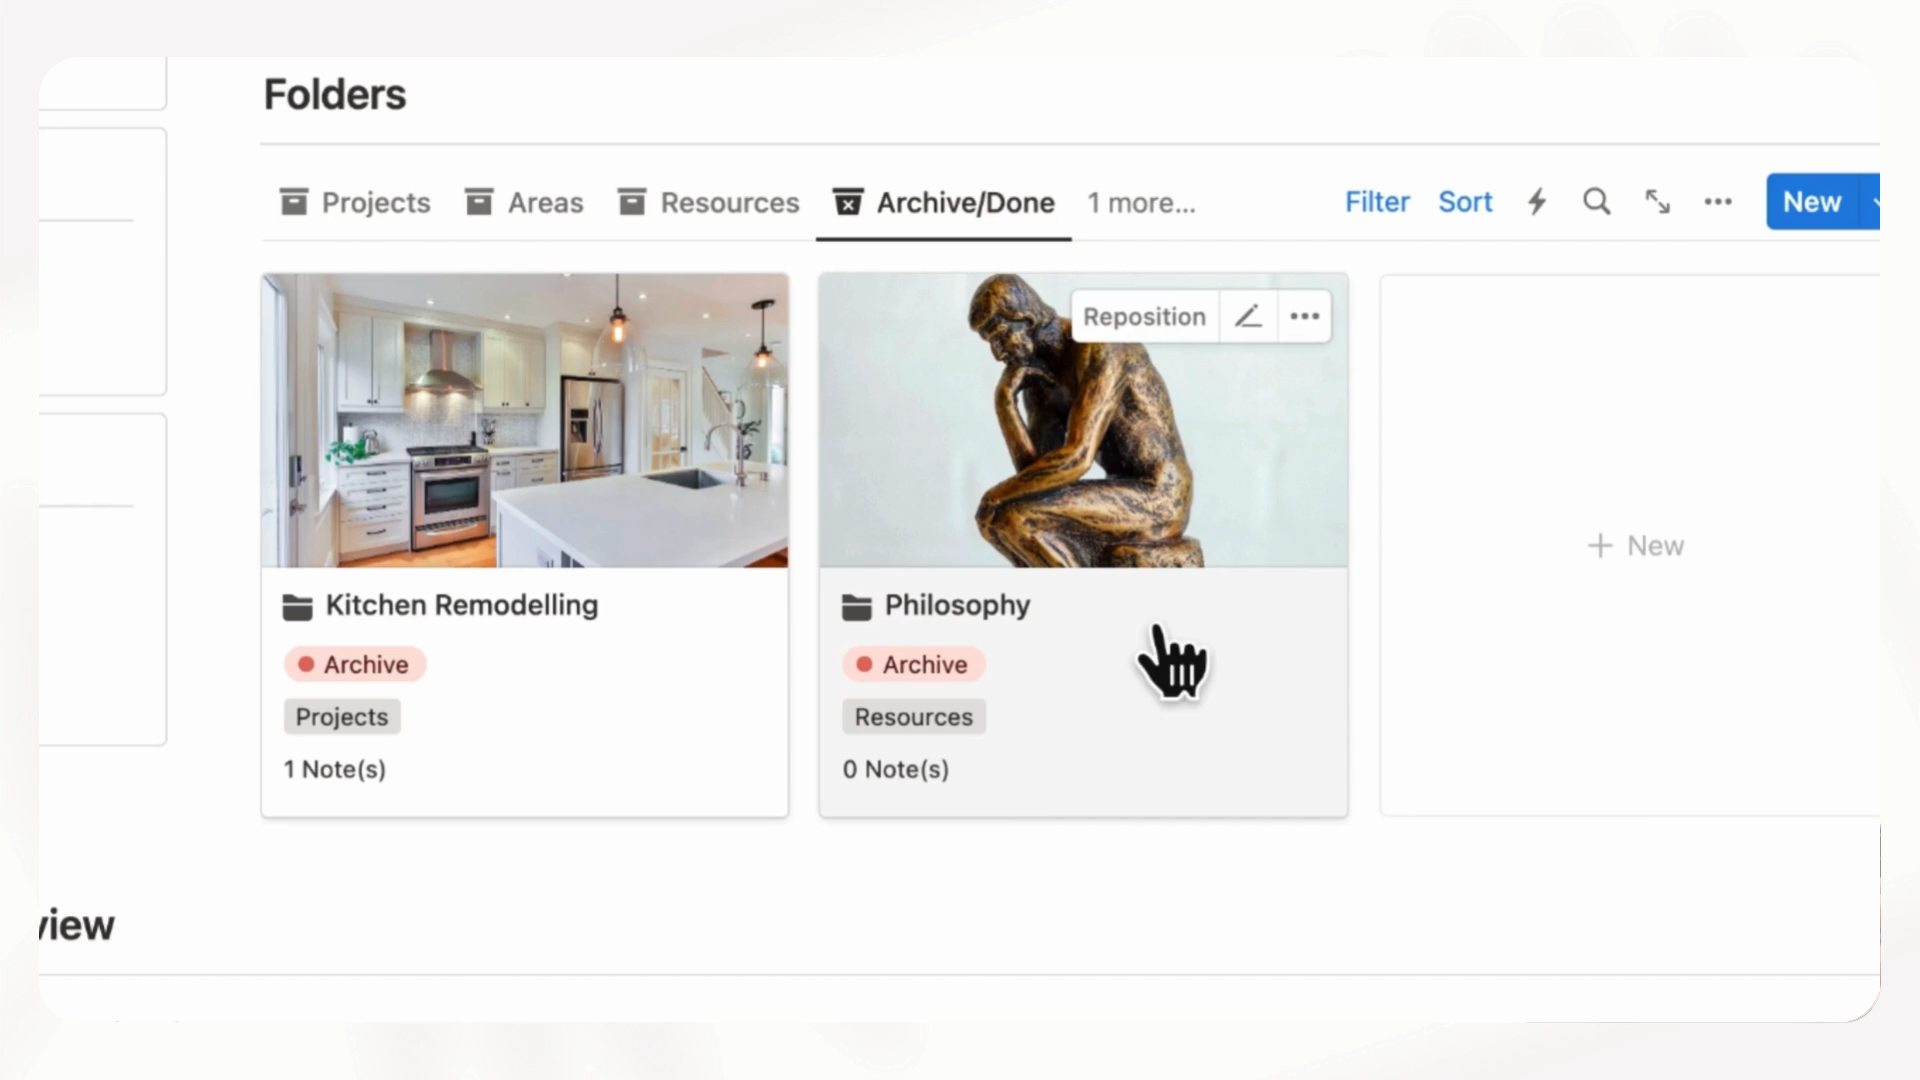 Folders
Projects Areas Resources Archive/Done 1 more... Filter Sort New
Reposition
Kitchen Remodelling
Archive
Projects
1 Note(s)
Philosophy
Archive
Resources
0 Note(s)
+ New
view